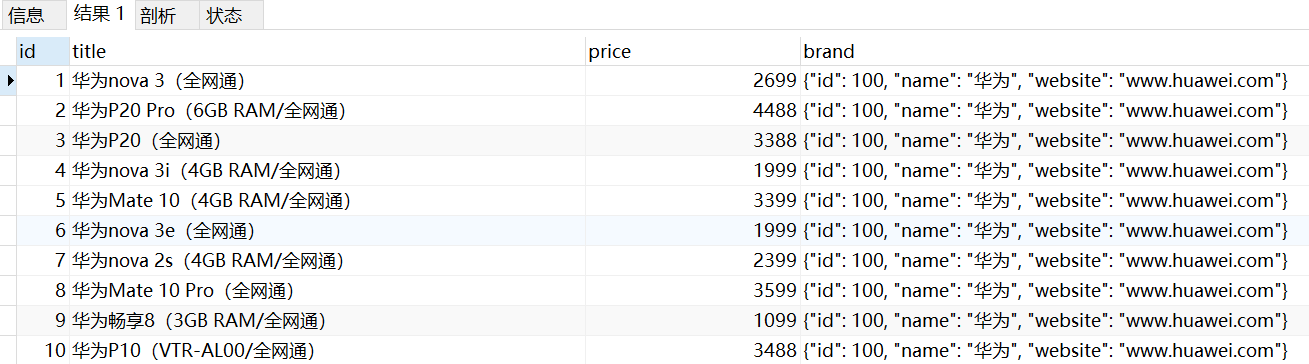 信息 结果 1 剖析 状态
id title price brand
1 华为nova 3（全网通） 2699 {"id": 100, "name": "华为", "website": "www.huawei.com"}
2 华为P20 Pro（6GB RAM/全网通） 4488 {"id": 100, "name": "华为", "website": "www.huawei.com"}
3 华为P20（全网通） 3388 {"id": 100, "name": "华为", "website": "www.huawei.com"}
4 华为nova 3i（4GB RAM/全网通） 1999 {"id": 100, "name": "华为", "website": "www.huawei.com"}
5 华为Mate 10（4GB RAM/全网通） 3399 {"id": 100, "name": "华为", "website": "www.huawei.com"}
6 华为nova 3e（全网通） 1999 {"id": 100, "name": "华为", "website": "www.huawei.com"}
7 华为nova 2s（4GB RAM/全网通） 2399 {"id": 100, "name": "华为", "website": "www.huawei.com"}
8 华为Mate 10 Pro（全网通） 3599 {"id": 100, "name": "华为", "website": "www.huawei.com"}
9 华为畅享8（3GB RAM/全网通） 1099 {"id": 100, "name": "华为", "website": "www.huawei.com"}
10 华为P10（VTR-AL00/全网通） 3488 {"id": 100, "name": "华为", "website": "www.huawei.com"}